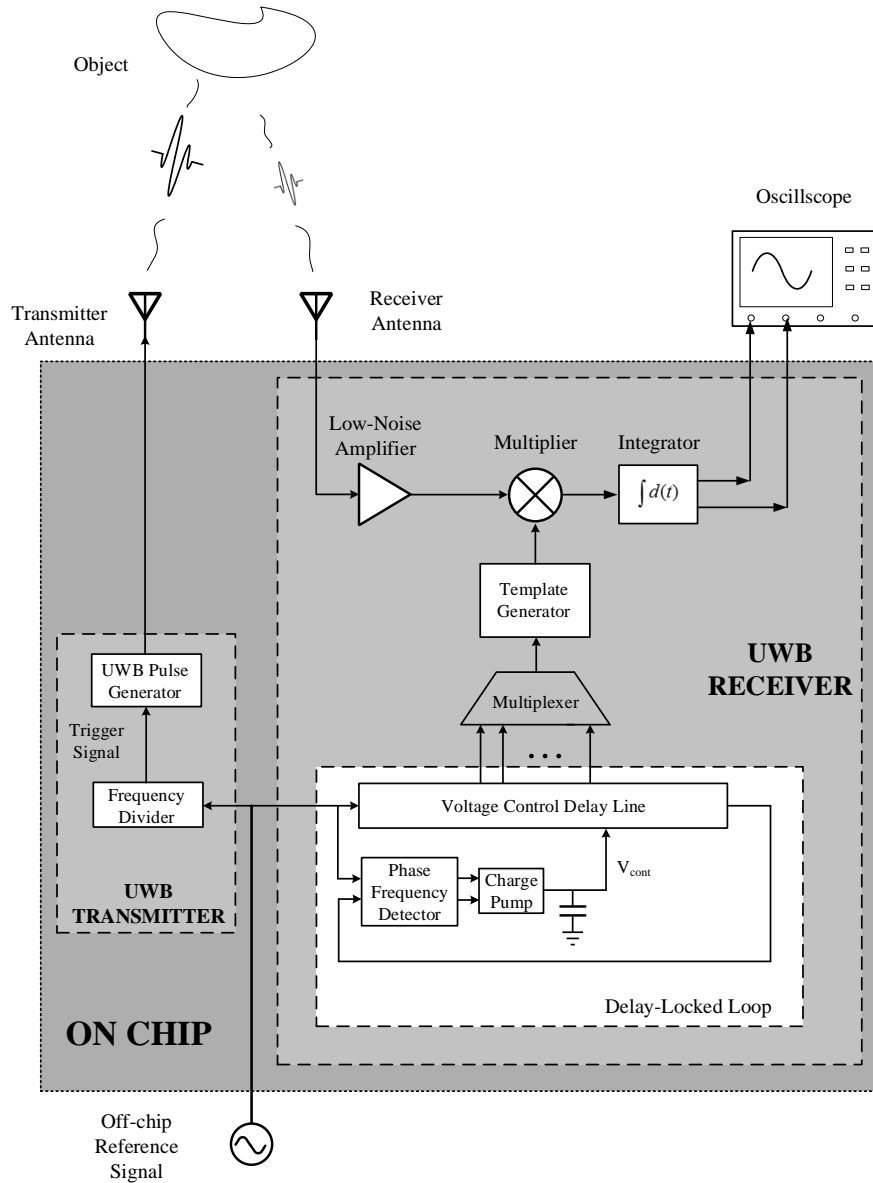 Object
Oscillscope
Transmitter
Antenna
Receiver
Antenna
Low-Noise
Amplifier
Multiplier
Integrator
∫d(t)
Template
Generator
UWB
RECEIVER
UWB Pulse
Generator
Multiplexer
Trigger
Signal
• • •
Frequency
Divider
Voltage Control Delay Line
UWB
TRANSMITTER
Phase
Frequency
Detector
Charge
Pump
Vcont
Delay-Locked Loop
ON CHIP
Off-chip
Reference
Signal